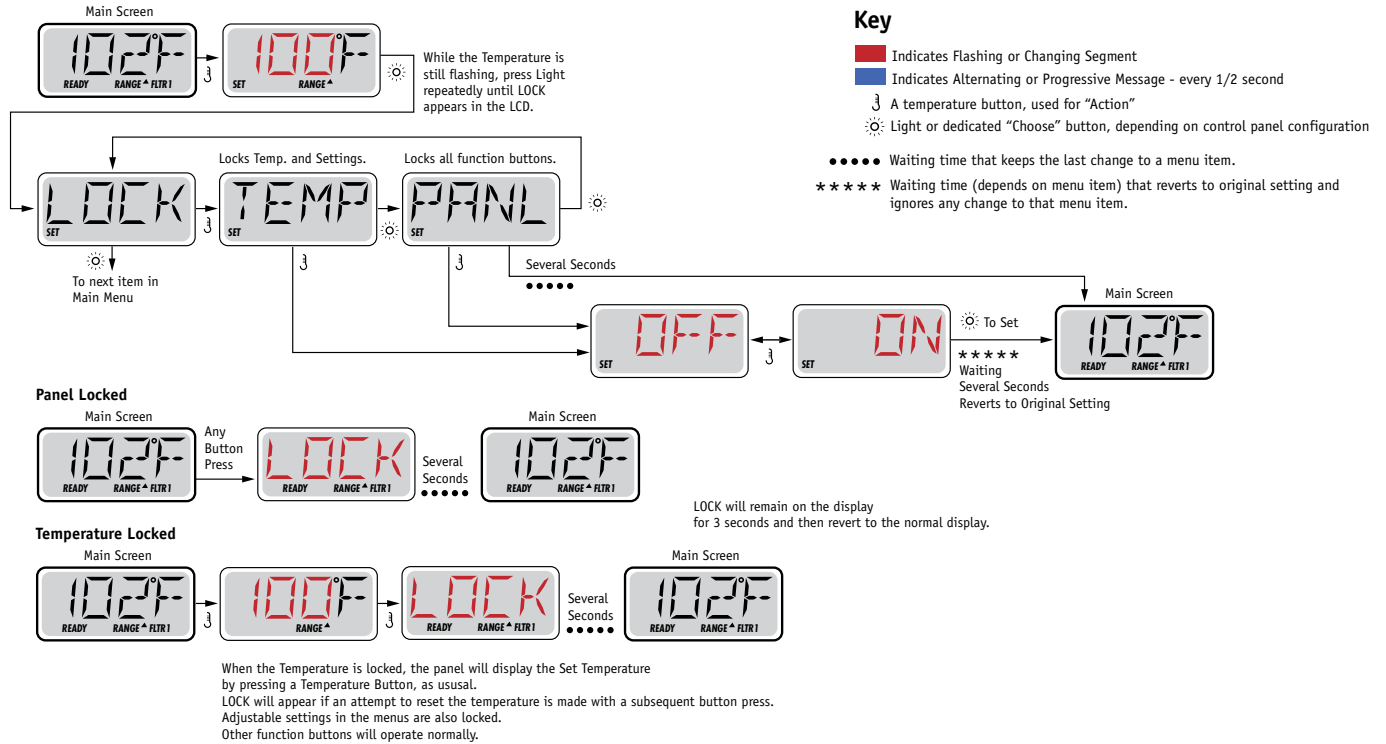 Main Screen
102°F
READY RANGE FLTR1
100°F
SET RANGE
While the Temperature is
still flashing, press Light
repeatedly until LOCK
appears in the LCD.
Key
Indicates Flashing or Changing Segment
Indicates Alternating or Progressive Message - every 1/2 second
A temperature button, used for “Action”
Light or dedicated “Choose” button, depending on control panel configuration
••••• Waiting time that keeps the last change to a menu item.
***** Waiting time (depends on menu item) that reverts to original setting and
ignores any change to that menu item.
LOCK
SET
To next item in
Main Menu
Locks Temp. and Settings.
TEMP
SET
Locks all function buttons.
PANL
SET
Several Seconds
•••••
OFF
SET
ON
SET
To Set
*****
Waiting
Several Seconds
Reverts to Original Setting
Main Screen
102°F
READY RANGE FLTR1
Panel Locked
Main Screen
102°F
READY RANGE FLTR1
Any
Button
Press
LOCK
READY RANGE FLTR1
Several
Seconds
•••••
Main Screen
102°F
READY RANGE FLTR1
LOCK will remain on the display
for 3 seconds and then revert to the normal display.
Temperature Locked
Main Screen
102°F
READY RANGE FLTR1
100°F
RANGE
LOCK
READY RANGE FLTR1
Several
Seconds
•••••
Main Screen
102°F
READY RANGE FLTR1
When the Temperature is locked, the panel will display the Set Temperature
by pressing a Temperature Button, as ususal.
LOCK will appear if an attempt to reset the temperature is made with a subsequent button press.
Adjustable settings in the menus are also locked.
Other function buttons will operate normally.